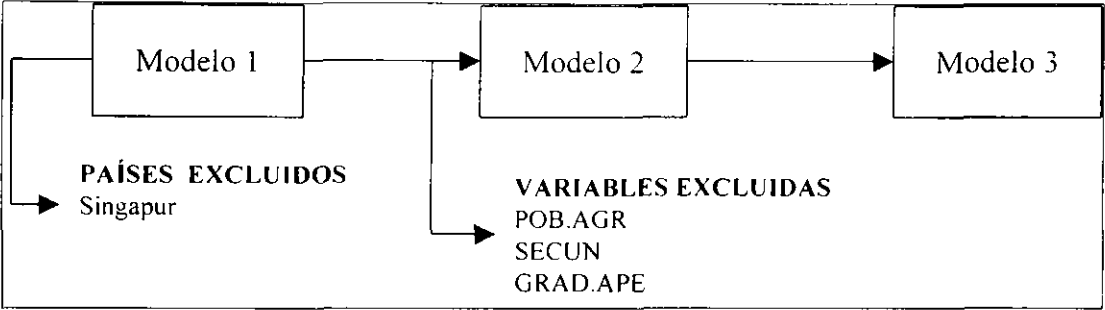 Modelo 1
Modelo 2
Modelo 3
PAÍSES EXCLUIDOS
Singapur
VARIABLES EXCLUIDAS
POB.AGR
SECUN
GRAD.APE